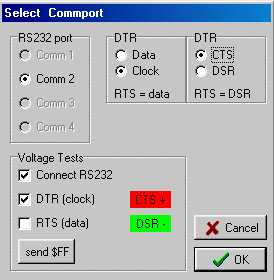 Select Commport
RS232 port
Comm 1
Comm 2
Comm 3
Comm 4
DTR
Data
Clock
RTS = data
DTR
CTS
DSR
RTS = DSR
Voltage Tests
Connect RS232
DTR (clock)
CTS +
RTS (data)
DSR -
send $FF
Cancel
OK